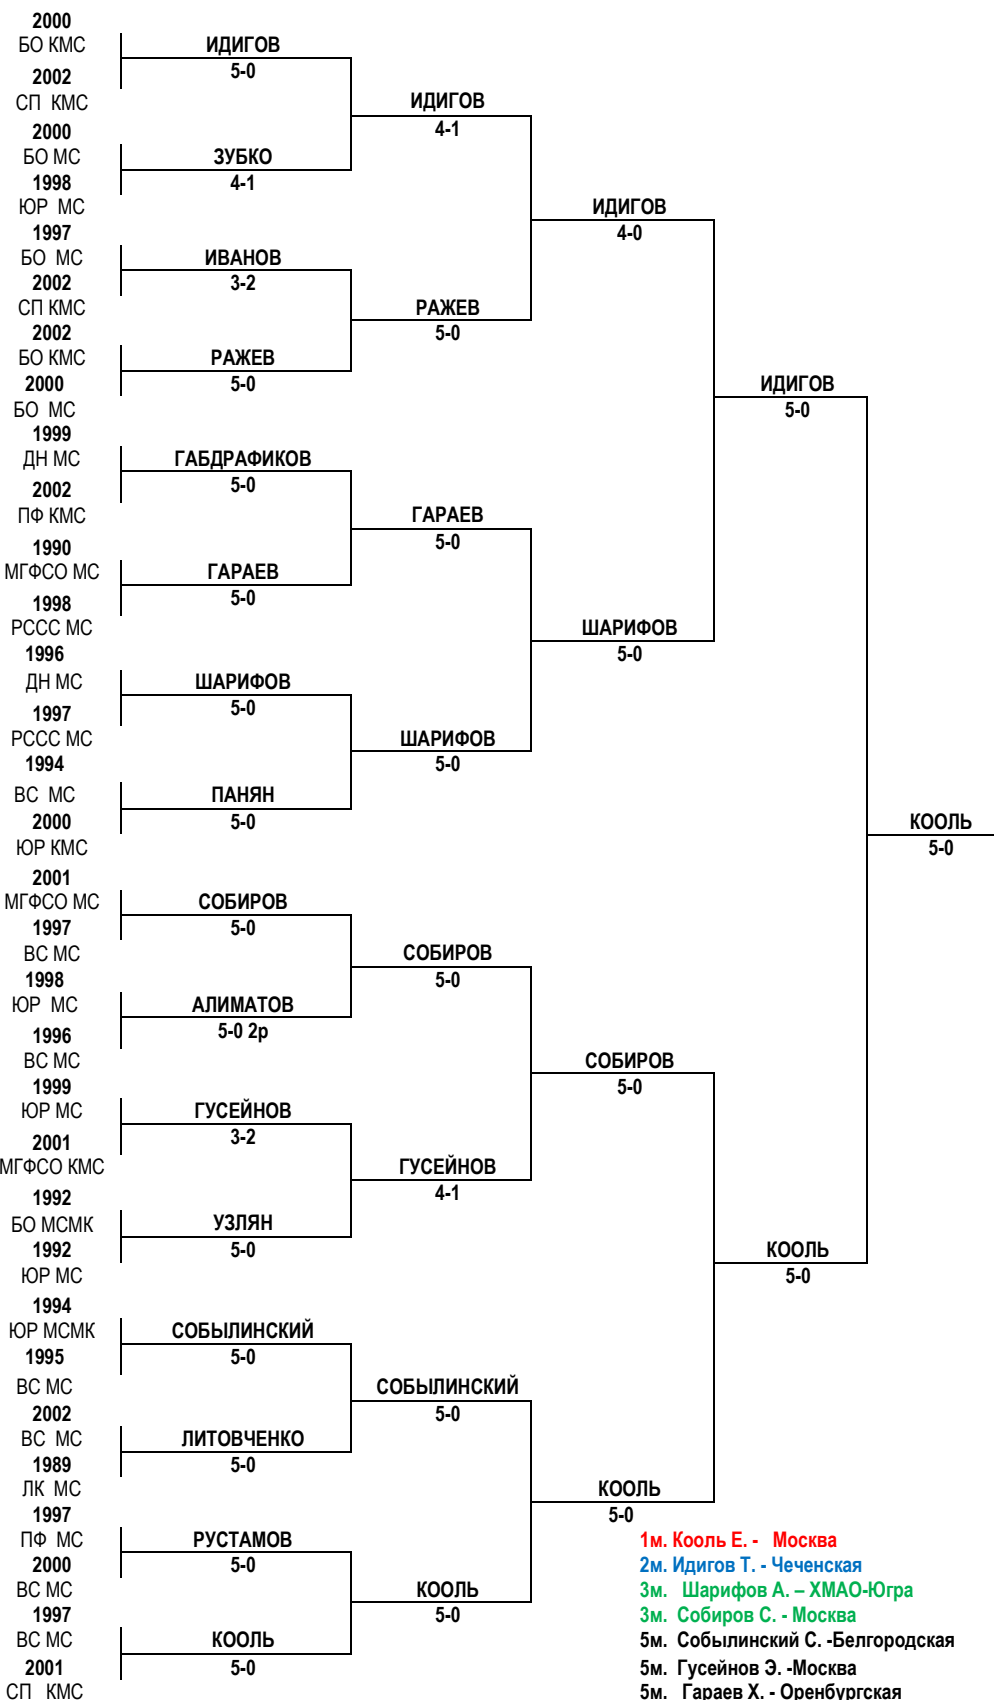 2000
БО КМС
2002
СП КМС
2000
БО МС
1998
ЮР МС
1997
БО МС
2002
СП КМС
2002
БО КМС
2000
БО МС
1999
ДН МС
2002
ПФ КМС
1990
МГФСО МС
1998
РССС МС
1996
ДН МС
1997
РССС МС
1994
ВС МС
2000
ЮР КМС
2001
МГФСО МС
1997
ВС МС
1998
ЮР МС
1996
ВС МС
1999
ЮР МС
2001
МГФСО КМС
1992
БО МСМК
1992
ЮР МС
1994
ЮР МСМК
1995
ВС МС
2002
ВС МС
1989
ЛК МС
1997
ПФ МС
2000
ВС МС
1997
ВС МС
2001
СП КМС
ИДИГОВ
5-0
ЗУБКО
4-1
ИВАНОВ
3-2
РАЖЕВ
5-0
ГАБДРАФИКОВ
5-0
ГАРАЕВ
5-0
ШАРИФОВ
5-0
ПАНЯН
5-0
СОБИРОВ
5-0
АЛИМАТОВ
5-0 2р
ГУСЕЙНОВ
3-2
УЗЛЯН
5-0
СОБЫЛИНСКИЙ
5-0
ЛИТОВЧЕНКО
5-0
РУСТАМОВ
5-0
КООЛЬ
5-0
ИДИГОВ
4-1
РАЖЕВ
5-0
ГАРАЕВ
5-0
ШАРИФОВ
5-0
СОБИРОВ
5-0
ГУСЕЙНОВ
4-1
СОБЫЛИНСКИЙ
5-0
КООЛЬ
5-0
ИДИГОВ
4-0
ШАРИФОВ
5-0
СОБИРОВ
5-0
КООЛЬ
5-0
ИДИГОВ
5-0
КООЛЬ
5-0
КООЛЬ
5-0
1м. Кооль Е. - Москва
2м. Идигов Т. - Чеченская
3м. Шарифов А. – ХМАО-Югра
3м. Собиров С. - Москва
5м. Собылинский С. -Белгородская
5м. Гусейнов Э. -Москва
5м. Гараев Х. - Оренбургская